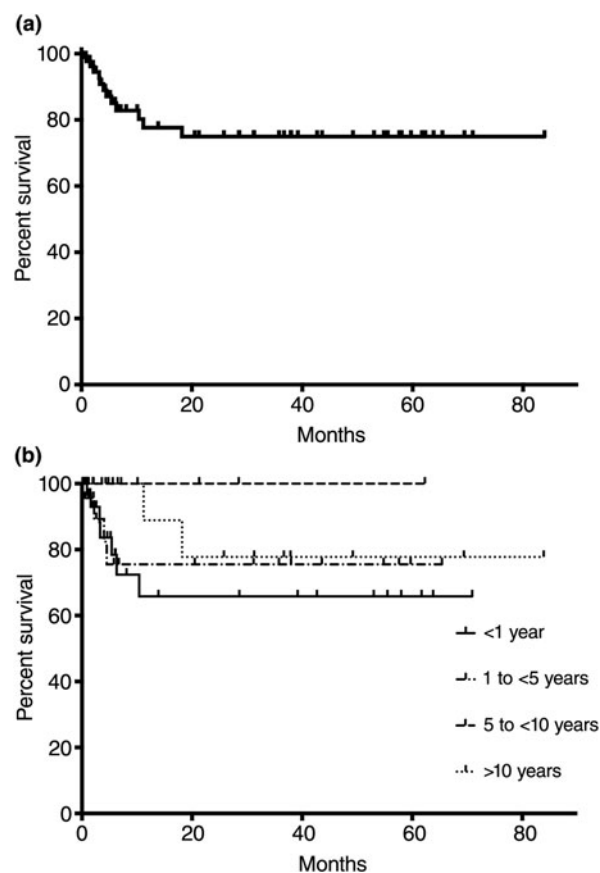 (a)
100
80
60
40
20
0
Percent survival
0 20 40 60 80
Months
(b)
100
80
60
40
20
0
Percent survival
<1 year
1 to <5 years
5 to <10 years
>10 years
0 20 40 60 80
Months